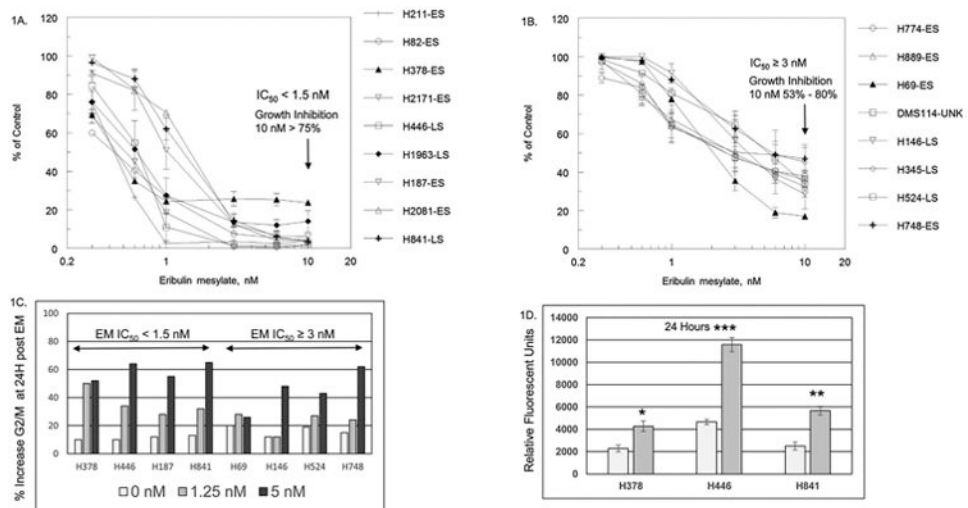 1A.
100
80
60
40
20
0
% of Control
0.2
1
10
20
Eribulin mesylate, nM
IC50 < 1.5 nM
Growth Inhibition
10 nM > 75%
H211-ES
H82-ES
H378-ES
H2171-ES
H446-LS
H1963-LS
H187-ES
H2081-ES
H841-LS
1B.
120
100
80
60
40
20
0
% of Control
0.2
1
10
20
Eribulin mesylate, nM
IC50 ≥ 3 nM
Growth Inhibition
10 nM 53% - 80%
H774-ES
H889-ES
H69-ES
DMS114-UNK
H146-LS
H345-LS
H524-LS
H748-ES
1C.
% Increase G2/M at 24H post EM
100
80
60
40
20
0
EM IC50 < 1.5 nM
EM IC50 ≥ 3 nM
H378 H446 H187 H841 H69 H146 H524 H748
0 nM 1.25 nM 5 nM
1D.
Relative Fluorescent Units
14000
12000
10000
8000
6000
4000
2000
0
24 Hours ★★★
★
★★
H378 H446 H841